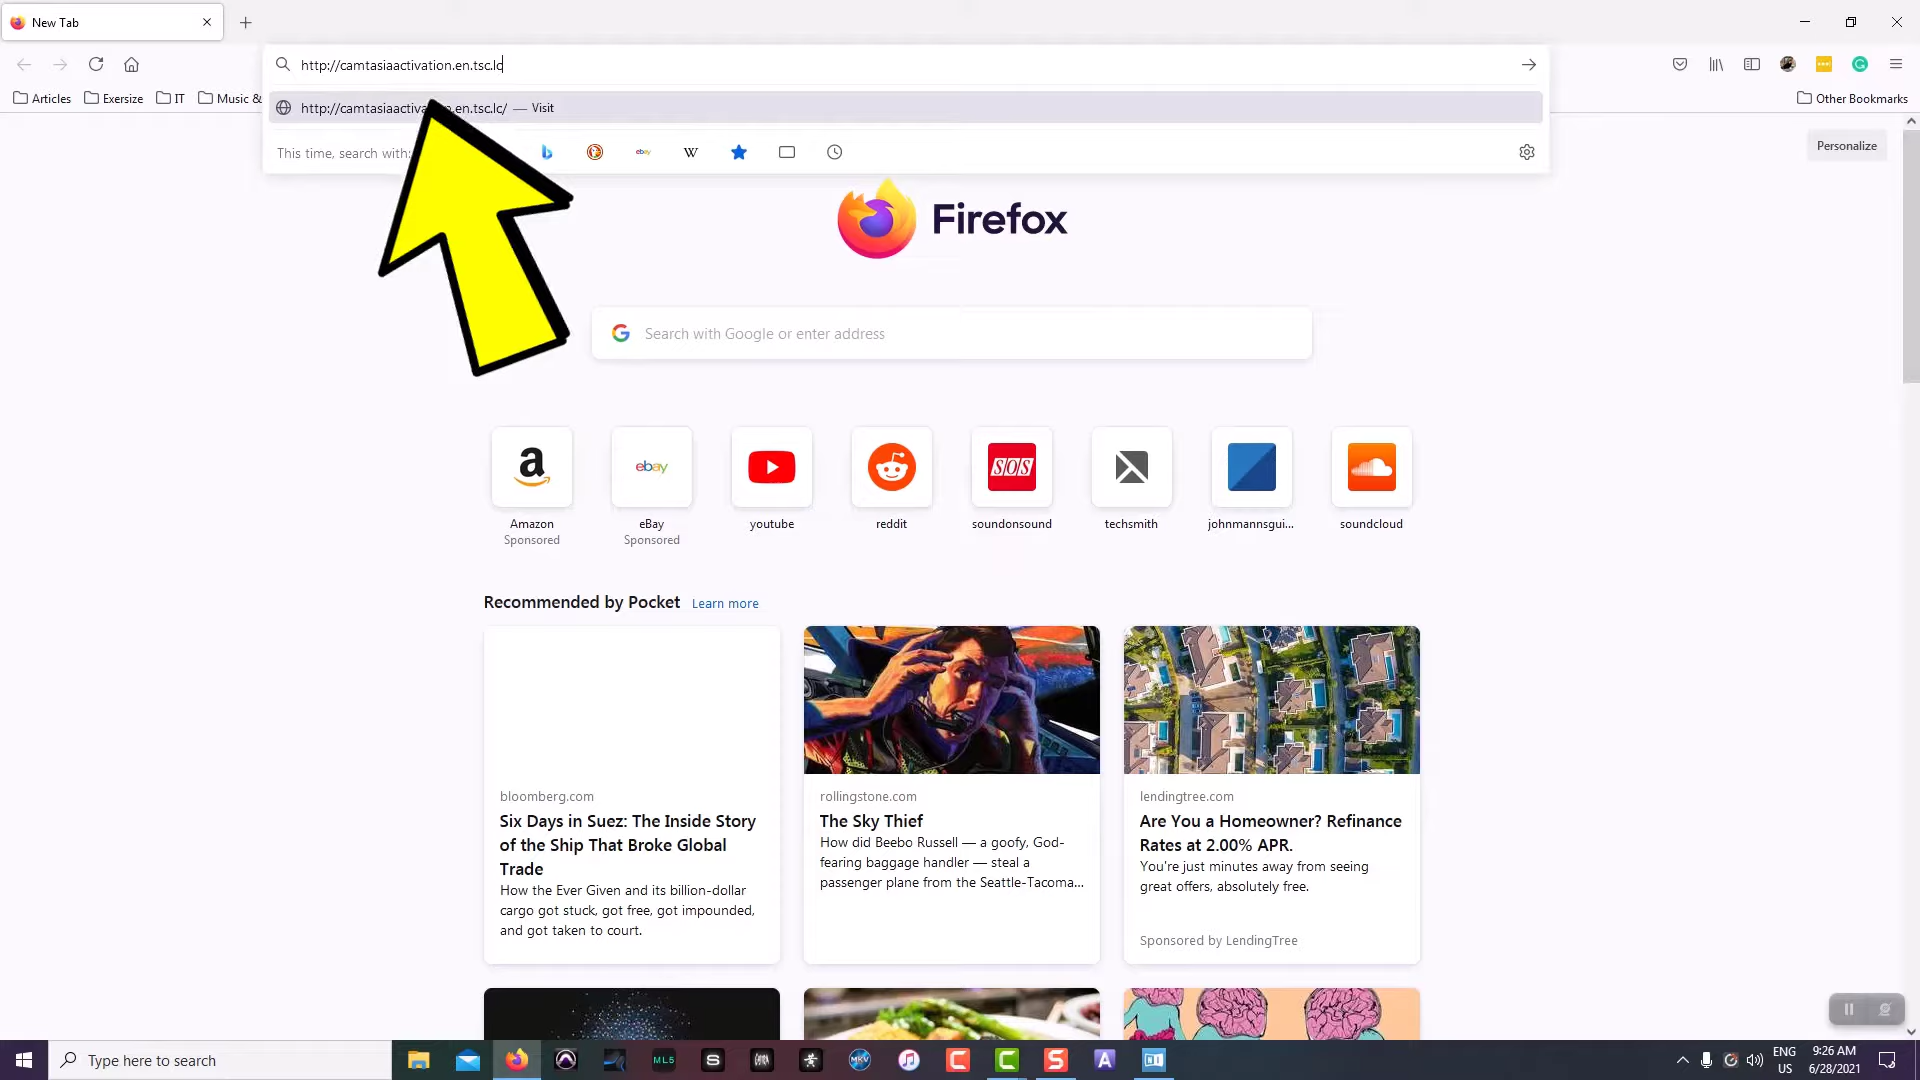 New Tab
http://camtasiaactivation.en.tsc.lc
Articles
Exersize
IT
Music &
Other Bookmarks
http://camtasiaactiva en.tsc.lc/ — Visit
This time, search with:
ebay
W
Personalize
Firefox
Search with Google or enter address
a
ebay
SOS
Amazon
Sponsored
eBay
Sponsored
youtube
reddit
soundonsound
techsmith
johnmannsgui...
soundcloud
Recommended by Pocket
Learn more
bloomberg.com
Six Days in Suez: The Inside Story
of the Ship That Broke Global
Trade
How the Ever Given and its billion-dollar
cargo got stuck, got free, got impounded,
and got taken to court.
rollingstone.com
The Sky Thief
How did Beebo Russell — a goofy, God-
fearing baggage handler — steal a
passenger plane from the Seattle-Tacoma...
lendingtree.com
Are You a Homeowner? Refinance
Rates at 2.00% APR.
You're just minutes away from seeing
great offers, absolutely free.
Sponsored by LendingTree
Type here to search
ML5
S
MKV
C
C
S
A
ENG
US
9:26 AM
6/28/2021